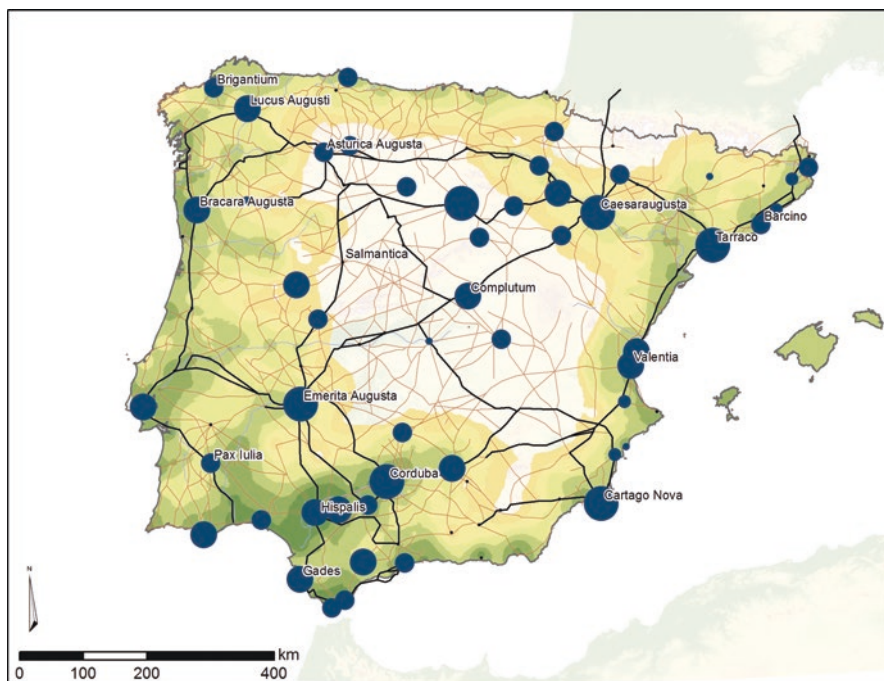 Brigantium
Lucus Augusti
Asturica Augusta
Bracara Augusta
Caesaraugusta
Barcino
Tarraco
Salmantica
Complutum
Valentia
Emerita Augusta
Pax Iulia
Corduba
Cartago Nova
Hispalis
Gades
N
km
0 100 200 400